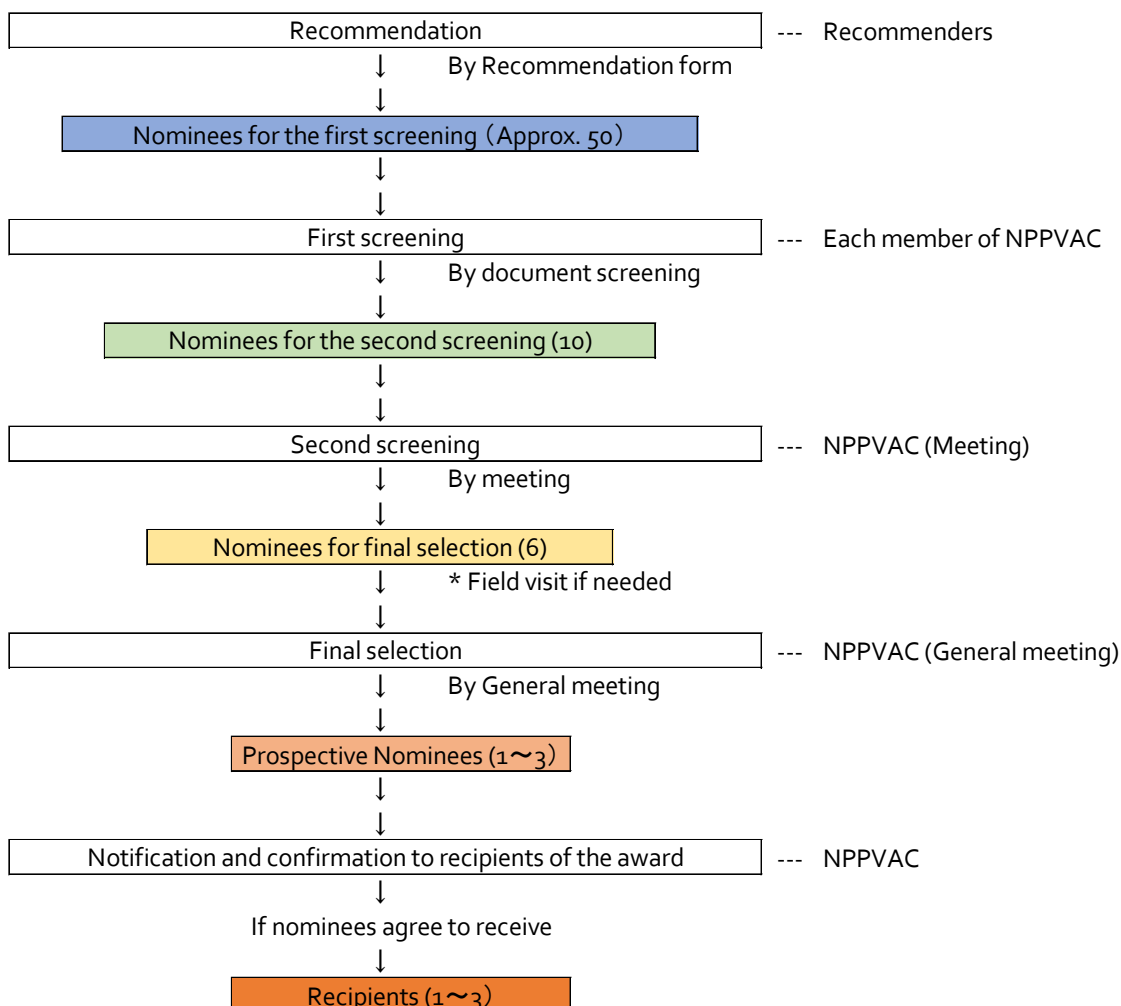 Recommendation --- Recommenders
↓ By Recommendation form
↓
Nominees for the first screening（Approx. 50）
↓
↓
First screening --- Each member of NPPVAC
↓ By document screening
↓
Nominees for the second screening (10)
↓
↓
Second screening --- NPPVAC (Meeting)
↓ By meeting
↓
Nominees for final selection (6)
↓ * Field visit if needed
↓
Final selection --- NPPVAC (General meeting)
↓ By General meeting
↓
Prospective Nominees (1～3）
↓
↓
Notification and confirmation to recipients of the award --- NPPVAC
↓
If nominees agree to receive
↓
Recipients (1～3）